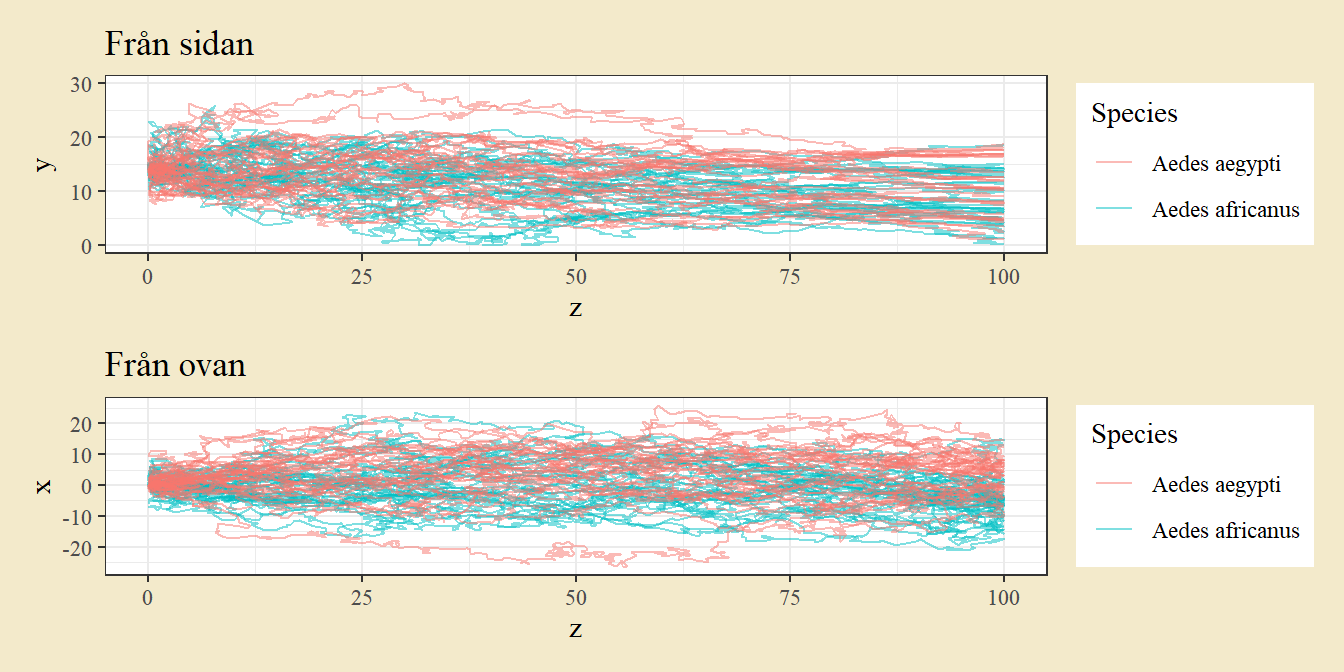 Från sidan
30
20
10
0
y
0 25 50 75 100
z
Species
Aedes aegypti
Aedes africanus
Från ovan
20
10
0
-10
-20
x
0 25 50 75 100
z
Species
Aedes aegypti
Aedes africanus